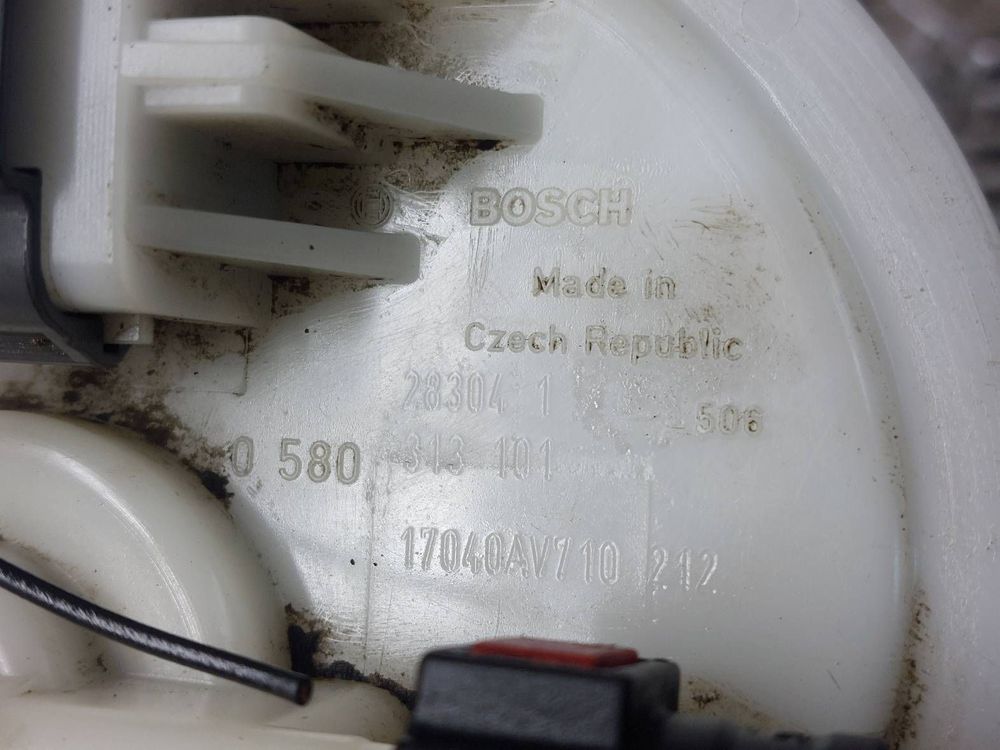 BOSCH
Made in
Czech Republic
28304 1
506
0 580 313 101
17040AV710 212